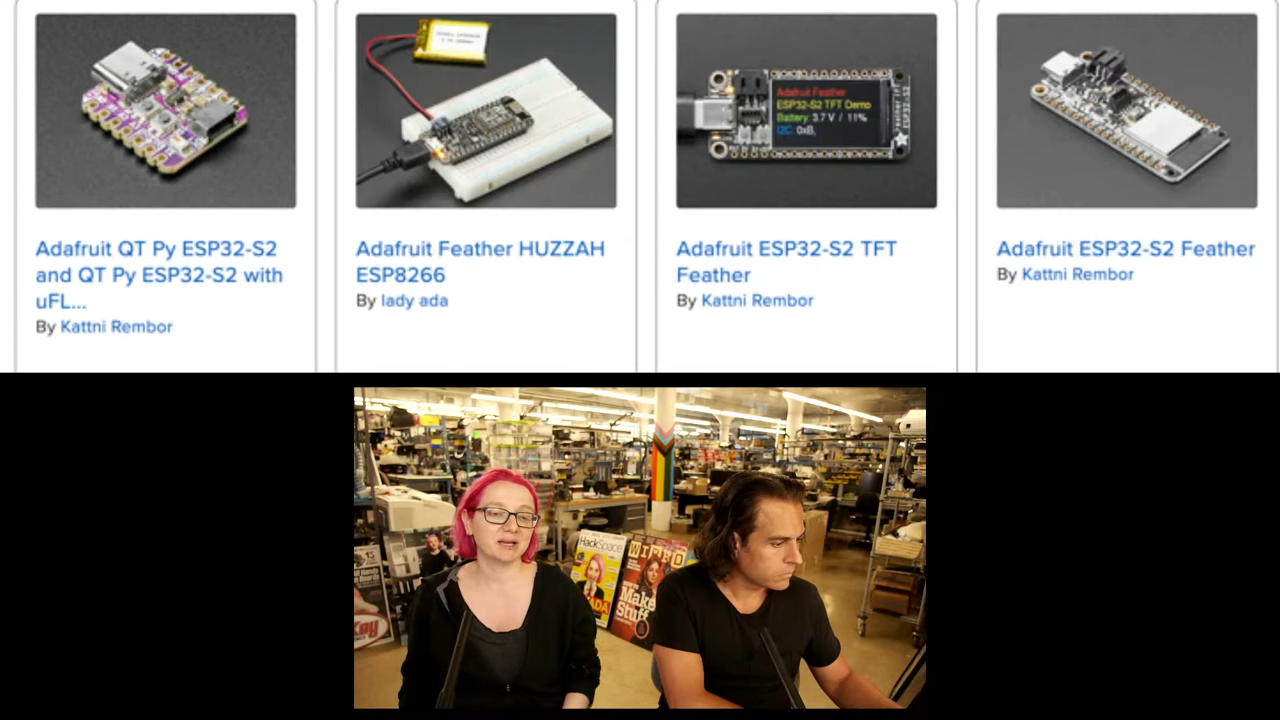 Adafruit Feather
ESP32-S2 TFT Demo
Battery: 3.7 V / 11%
I2C: 0xB,
Adafruit QT Py ESP32-S2
and QT Py ESP32-S2 with
uFL...
By Kattni Rembor
Adafruit Feather HUZZAH
ESP8266
By lady ada
Adafruit ESP32-S2 TFT
Feather
By Kattni Rembor
Adafruit ESP32-S2 Feather
By Kattni Rembor
HackSpace
WIRED
Make
Stuff